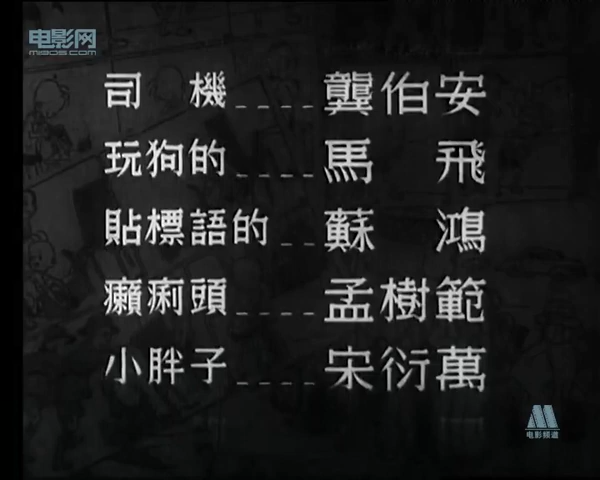 电影网
M1905.COM
司機____龔伯安
玩狗的____馬飛
貼標語的__蘇鴻
癩痢頭____孟樹範
小胖子____宋衍萬
电影频道